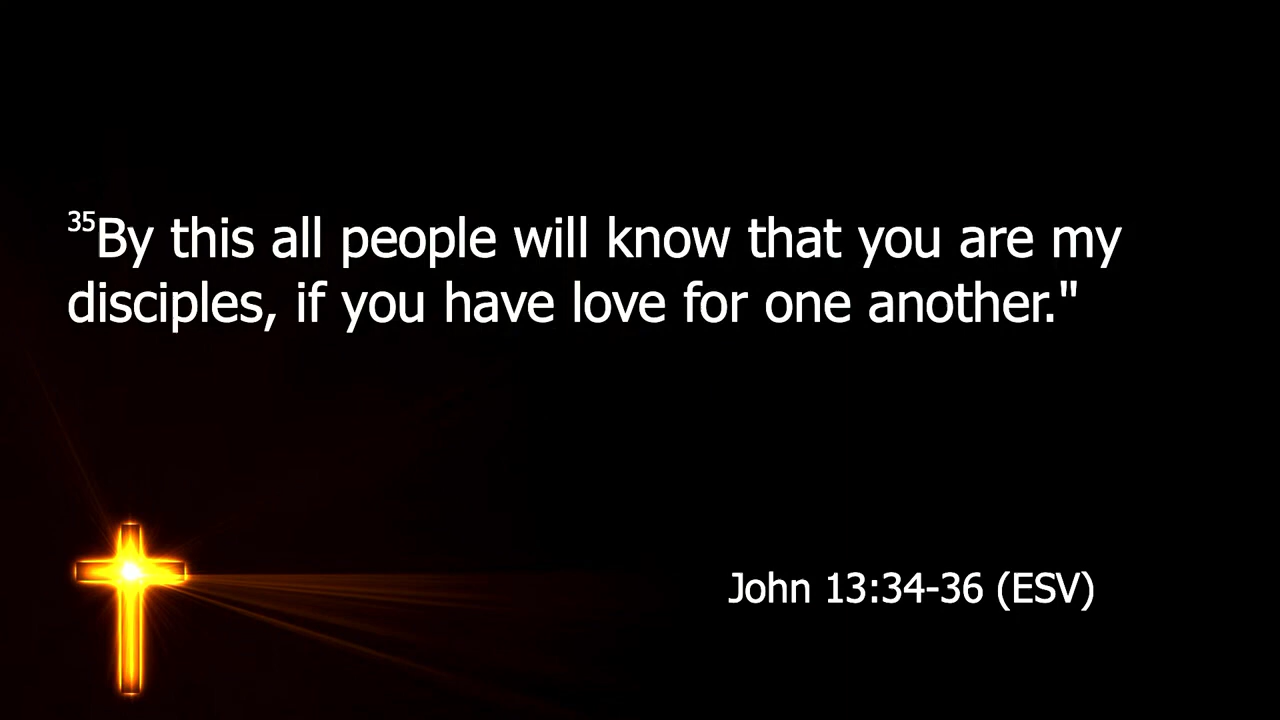 ³⁵By this all people will know that you are my
disciples, if you have love for one another."
John 13:34-36 (ESV)